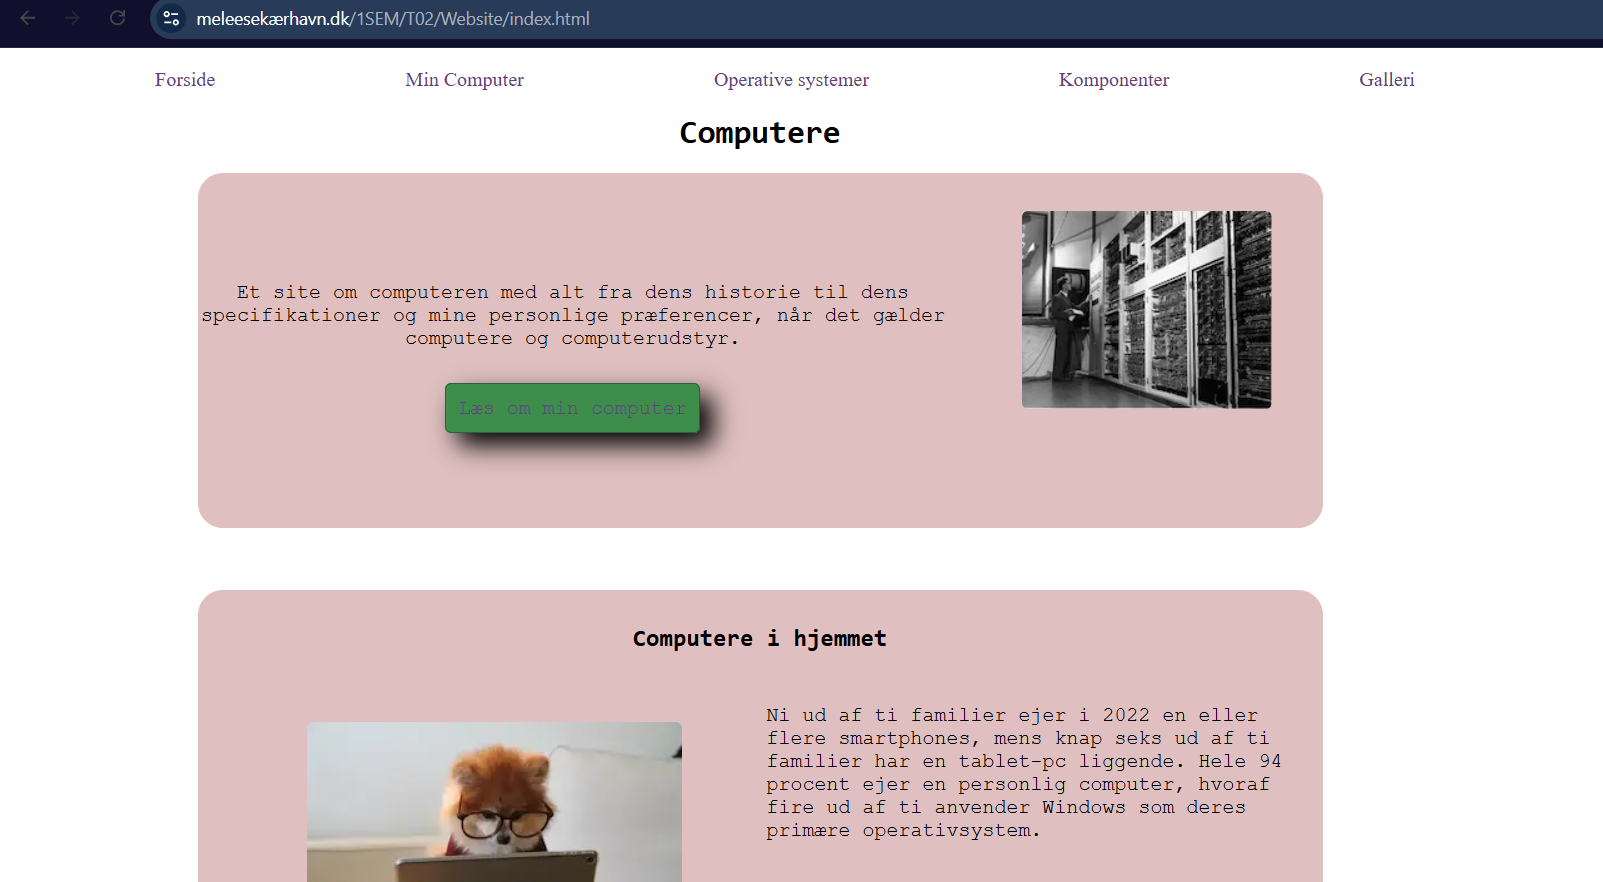 meleesekærhavn.dk/1SEM/T02/Website/index.html
Forside Min Computer Operative systemer Komponenter Galleri
Computere
Et site om computeren med alt fra dens historie til dens
specifikationer og mine personlige præferencer, når det gælder
computere og computerudstyr.
Læs om min computer
Computere i hjemmet
Ni ud af ti familier ejer i 2022 en eller
flere smartphones, mens knap seks ud af ti
familier har en tablet-pc liggende. Hele 94
procent ejer en personlig computer, hvoraf
fire ud af ti anvender Windows som deres
primære operativsystem.